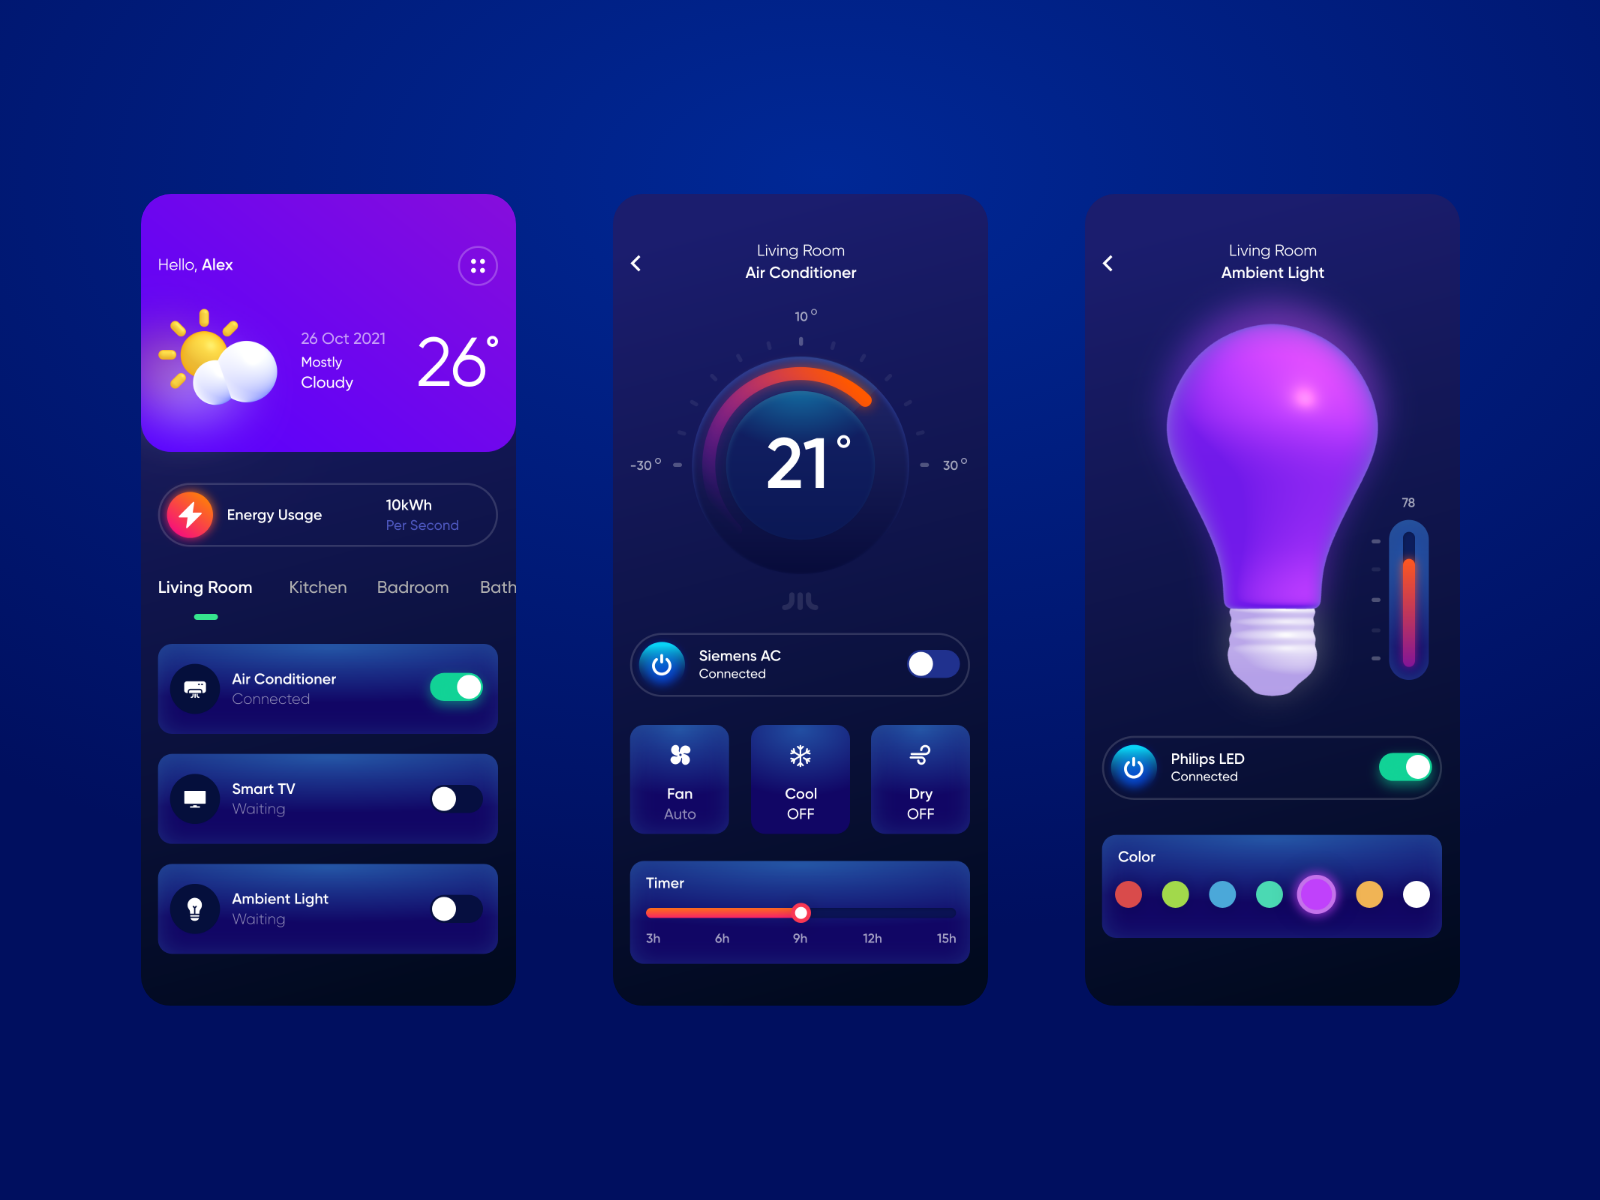 Hello, Alex
26 Oct 2021
Mostly
Cloudy
26°
Energy Usage
10kWh
Per Second
Living Room Kitchen Badroom Bath
Air Conditioner
Connected
Smart TV
Waiting
Ambient Light
Waiting
Living Room
Air Conditioner
10°
-30°
21°
30°
Siemens AC
Connected
Fan
Auto
Cool
OFF
Dry
OFF
Timer
3h 6h 9h 12h 15h
Living Room
Ambient Light
78
Philips LED
Connected
Color